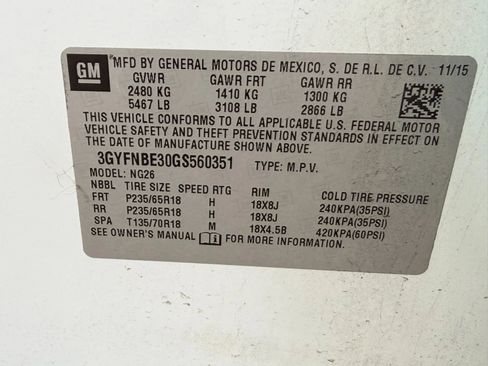 GM MFD BY GENERAL MOTORS DE MEXICO, S. DE R.L. DE C.V. 11/15
GVWR GAWR FRT GAWR RR
2480 KG 1410 KG 1300 KG
5467 LB 3108 LB 2866 LB
THIS VEHICLE CONFORMS TO ALL APPLICABLE U.S. FEDERAL MOTOR
VEHICLE SAFETY AND THEFT PREVENTION STANDARDS IN EFFECT ON
THE DATE OF MANUFACTURE SHOWN ABOVE.
3GYFNBE30GS560351 TYPE: M.P.V.
MODEL: NG26
NBBL TIRE SIZE SPEED RTG RIM COLD TIRE PRESSURE
FRT P235/65R18 H 18X8J 240KPA(35PSI)
RR P235/65R18 H 18X8J 240KPA(35PSI)
SPA T135/70R18 M 18X4.5B 420KPA(60PSI)
SEE OWNER'S MANUAL FOR MORE INFORMATION.